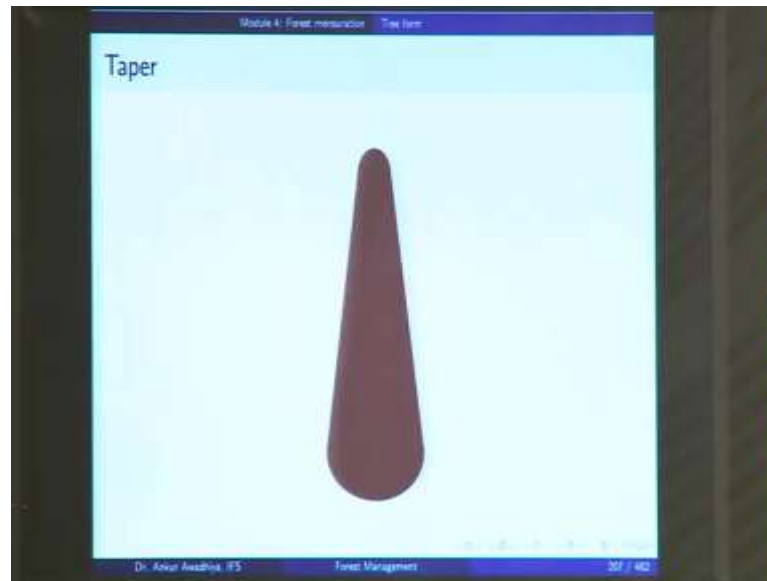 Module 4: Forest mensuration Tree form
Taper
Dr. Ankur Awadhiya, IFS Forest Management 207 / 482